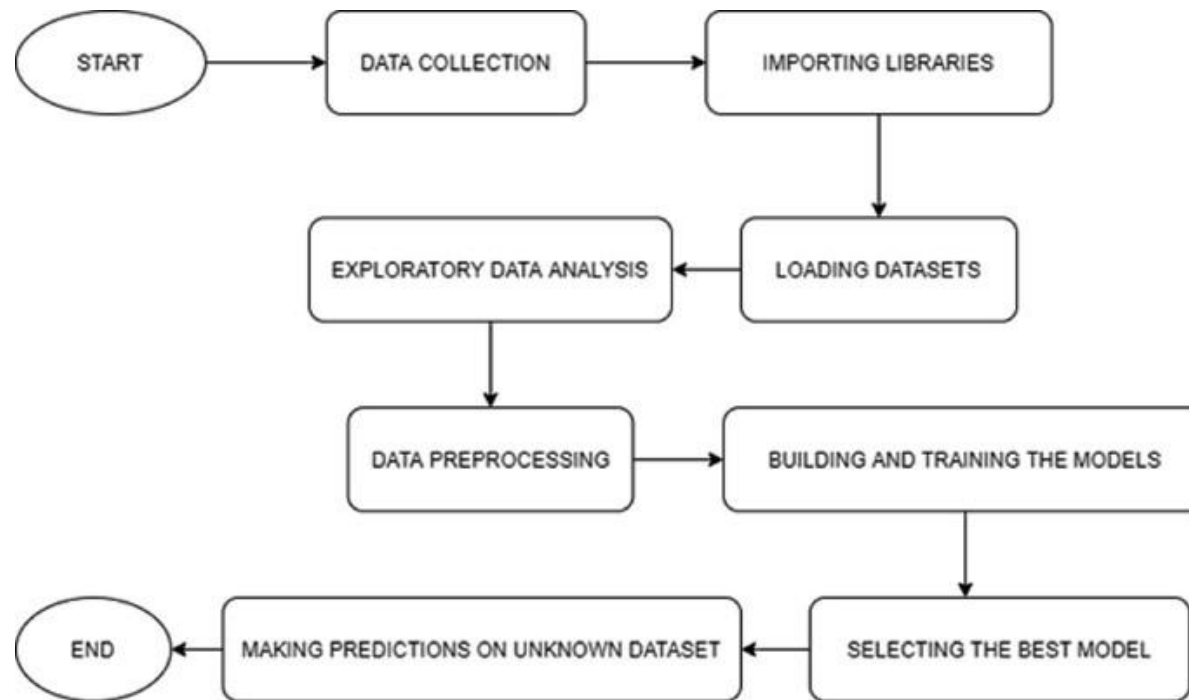 START
DATA COLLECTION
IMPORTING LIBRARIES
LOADING DATASETS
EXPLORATORY DATA ANALYSIS
DATA PREPROCESSING
BUILDING AND TRAINING THE MODELS
SELECTING THE BEST MODEL
MAKING PREDICTIONS ON UNKNOWN DATASET
END